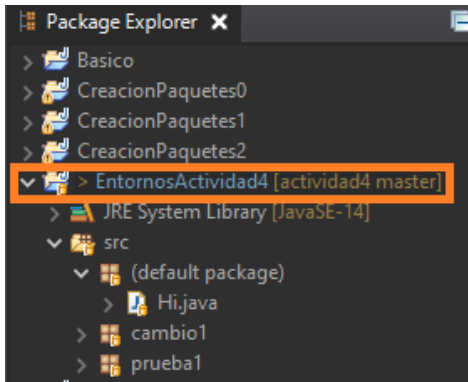 Package Explorer
Basico
CreacionPaquetes0
CreacionPaquetes1
CreacionPaquetes2
> EntornosActividad4 [actividad4 master]
JRE System Library [JavaSE-14]
src
(default package)
Hi.java
cambio1
prueba1